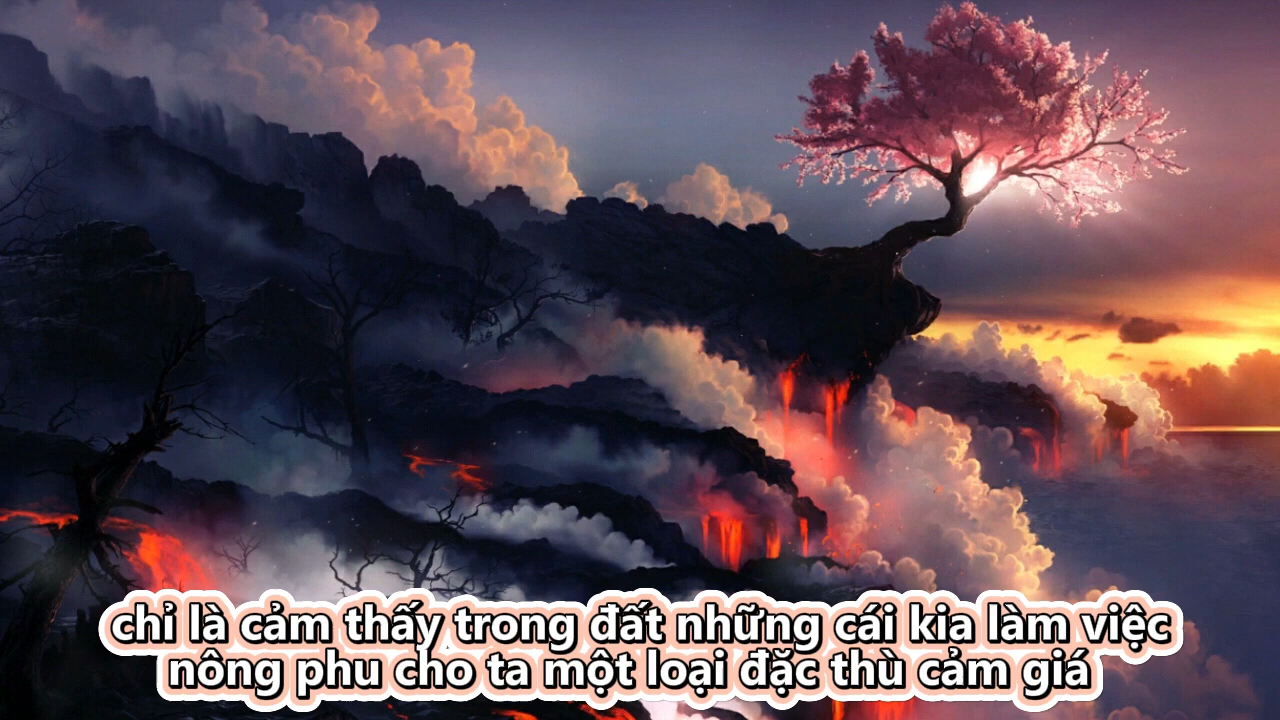 chỉ là cảm thấy trong đất những cái kia làm việc
nông phu cho ta một loại đặc thù cảm giá